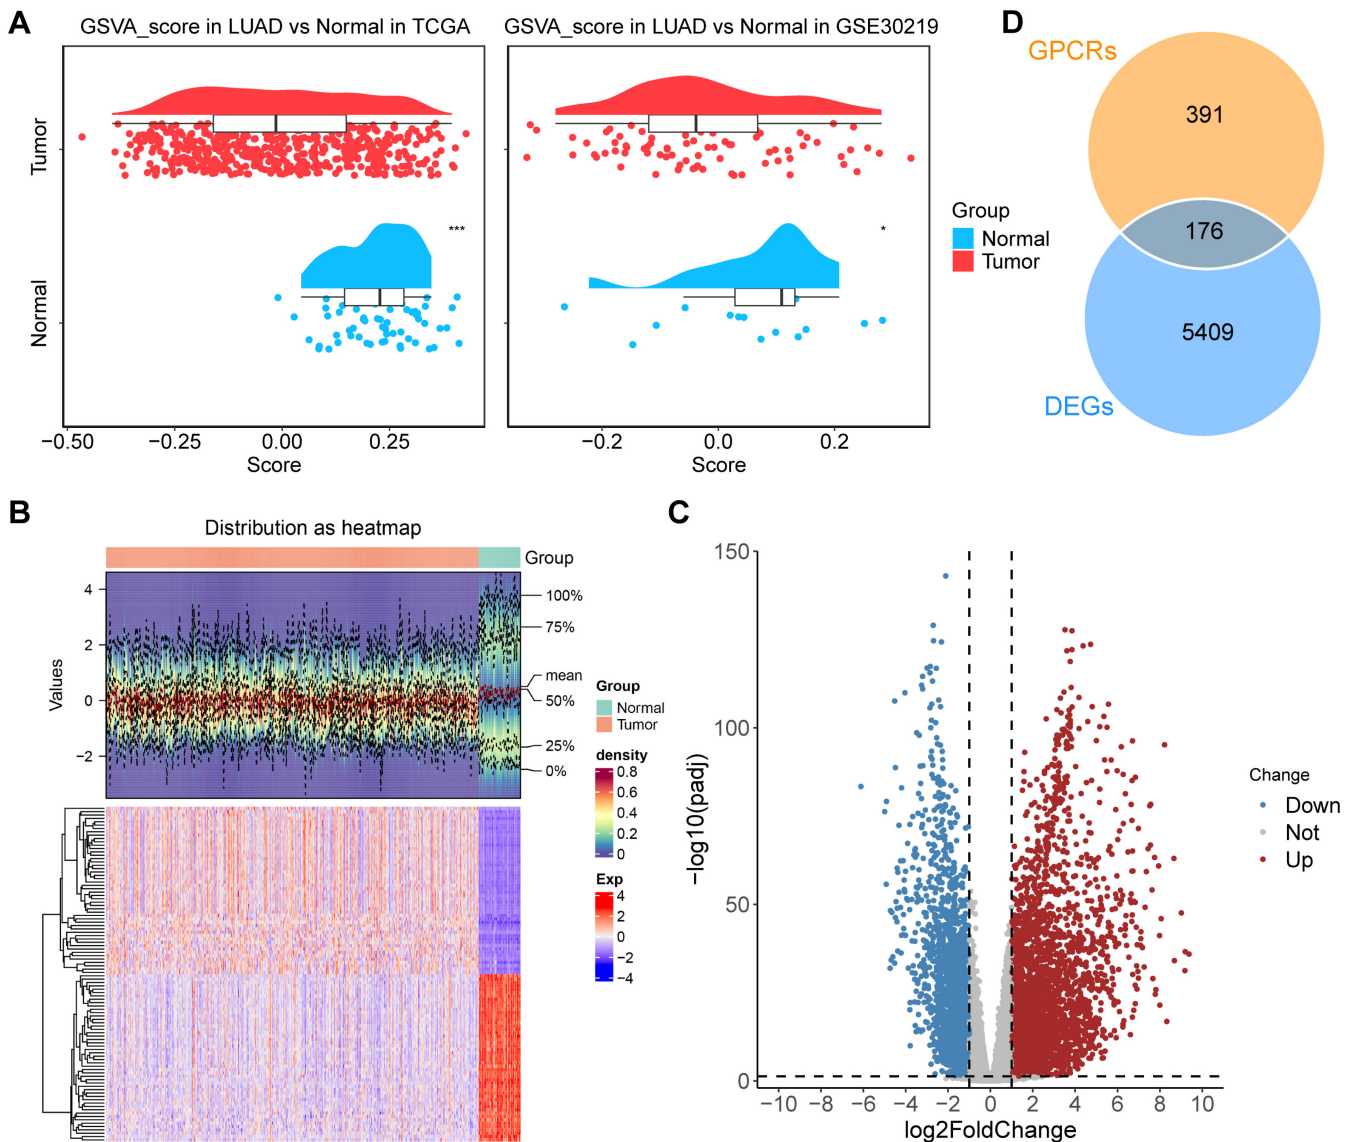 A
GSVA_score in LUAD vs Normal in TCGA
GSVA_score in LUAD vs Normal in GSE30219
Tumor
Normal
***
*
−0.50
−0.25
0.00
0.25
Score
−0.2
0.0
0.2
Score
Group
Normal
Tumor
D
GPCRs
391
176
5409
DEGs
B
Distribution as heatmap
Group
Values
4
2
0
−2
100%
75%
mean
50%
25%
0%
Group
Normal
Tumor
density
0.8
0.6
0.4
0.2
0
Exp
4
2
0
−2
−4
C
−log10(padj)
150
100
50
0
−10
−8
−6
−4
−2
0
2
4
6
8
10
log2FoldChange
Change
Down
Not
Up